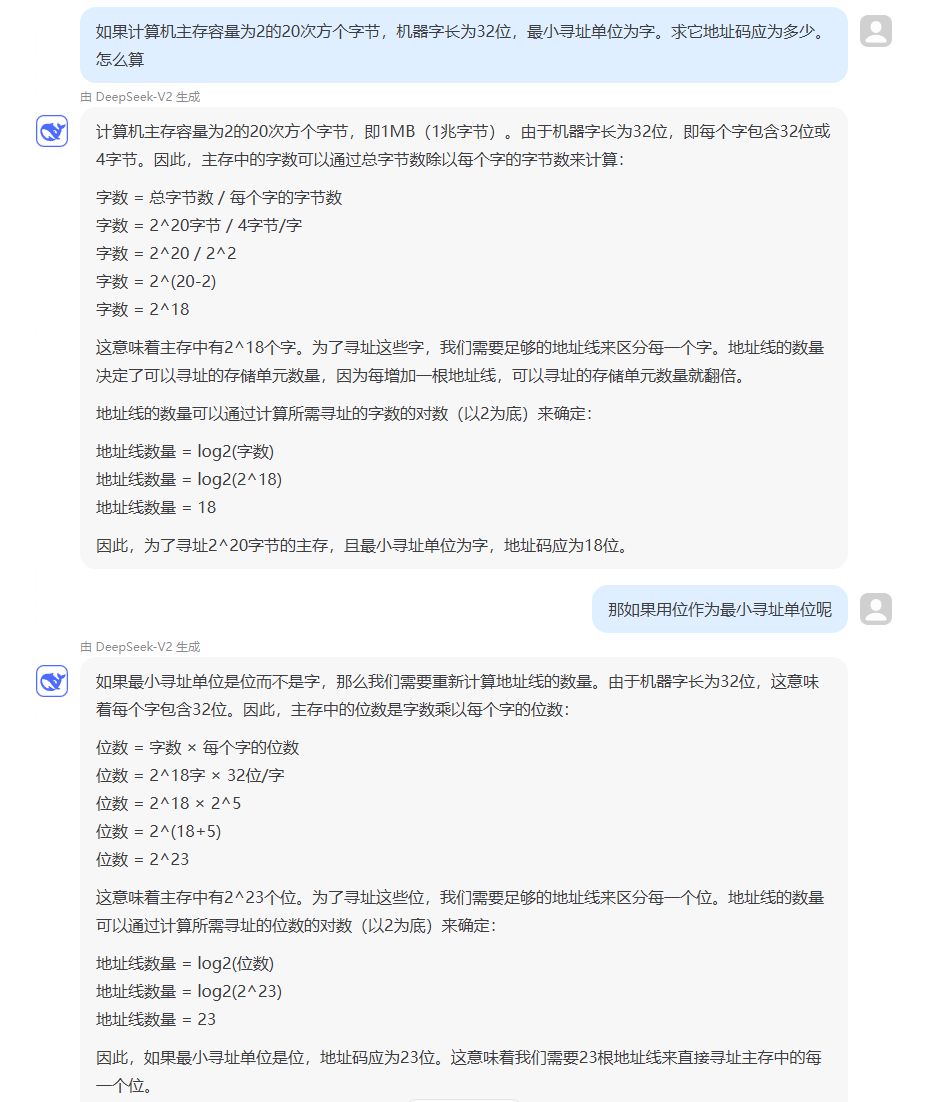 如果计算机主存容量为2的20次方个字节，机器字长为32位，最小寻址单位为字。求它地址码应为多少。
怎么算
由 DeepSeek-V2 生成
计算机主存容量为2的20次方个字节，即1MB（1兆字节）。由于机器字长为32位，即每个字包含32位或
4字节。因此，主存中的字数可以通过总字节数除以每个字的字节数来计算：
字数 = 总字节数 / 每个字的字节数
字数 = 2^20字节 / 4字节/字
字数 = 2^20 / 2^2
字数 = 2^(20-2)
字数 = 2^18
这意味着主存中有2^18个字。为了寻址这些字，我们需要足够的地址线来区分每一个字。地址线的数量
决定了可以寻址的存储单元数量，因为每增加一根地址线，可以寻址的存储单元数量就翻倍。
地址线的数量可以通过计算所需寻址的字数的对数（以2为底）来确定：
地址线数量 = log2(字数)
地址线数量 = log2(2^18)
地址线数量 = 18
因此，为了寻址2^20字节的主存，且最小寻址单位为字，地址码应为18位。
那如果用位作为最小寻址单位呢
由 DeepSeek-V2 生成
如果最小寻址单位是位而不是字，那么我们需要重新计算地址线的数量。由于机器字长为32位，这意味
着每个字包含32位。因此，主存中的位数是字数乘以每个字的位数：
位数 = 字数 × 每个字的位数
位数 = 2^18字 × 32位/字
位数 = 2^18 × 2^5
位数 = 2^(18+5)
位数 = 2^23
这意味着主存中有2^23个位。为了寻址这些位，我们需要足够的地址线来区分每一个位。地址线的数量
可以通过计算所需寻址的位数的对数（以2为底）来确定：
地址线数量 = log2(位数)
地址线数量 = log2(2^23)
地址线数量 = 23
因此，如果最小寻址单位是位，地址码应为23位。这意味着我们需要23根地址线来直接寻址主存中的每
一个位。